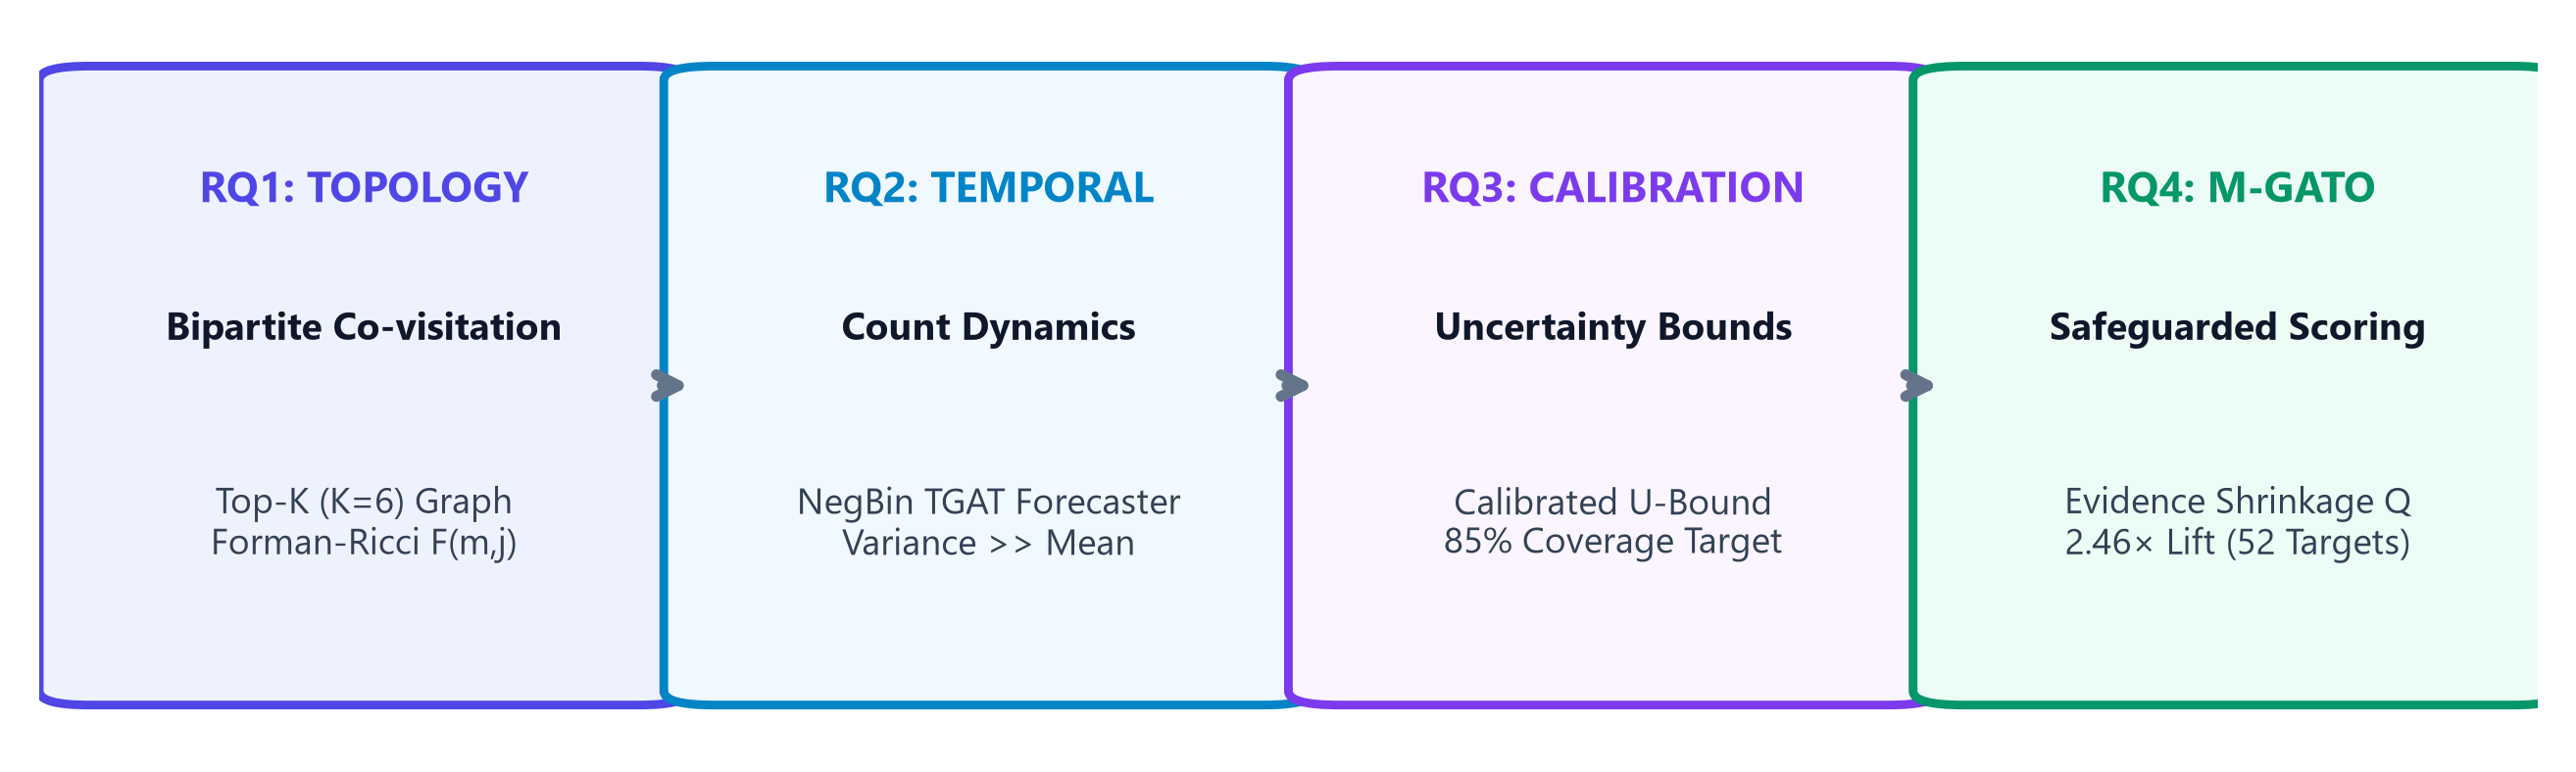 RQ1: TOPOLOGY
Bipartite Co-visitation
Top-K (K=6) Graph
Forman-Ricci F(m,j)
RQ2: TEMPORAL
Count Dynamics
NegBin TGAT Forecaster
Variance >> Mean
RQ3: CALIBRATION
Uncertainty Bounds
Calibrated U-Bound
85% Coverage Target
RQ4: M-GATO
Safeguarded Scoring
Evidence Shrinkage Q
2.46× Lift (52 Targets)